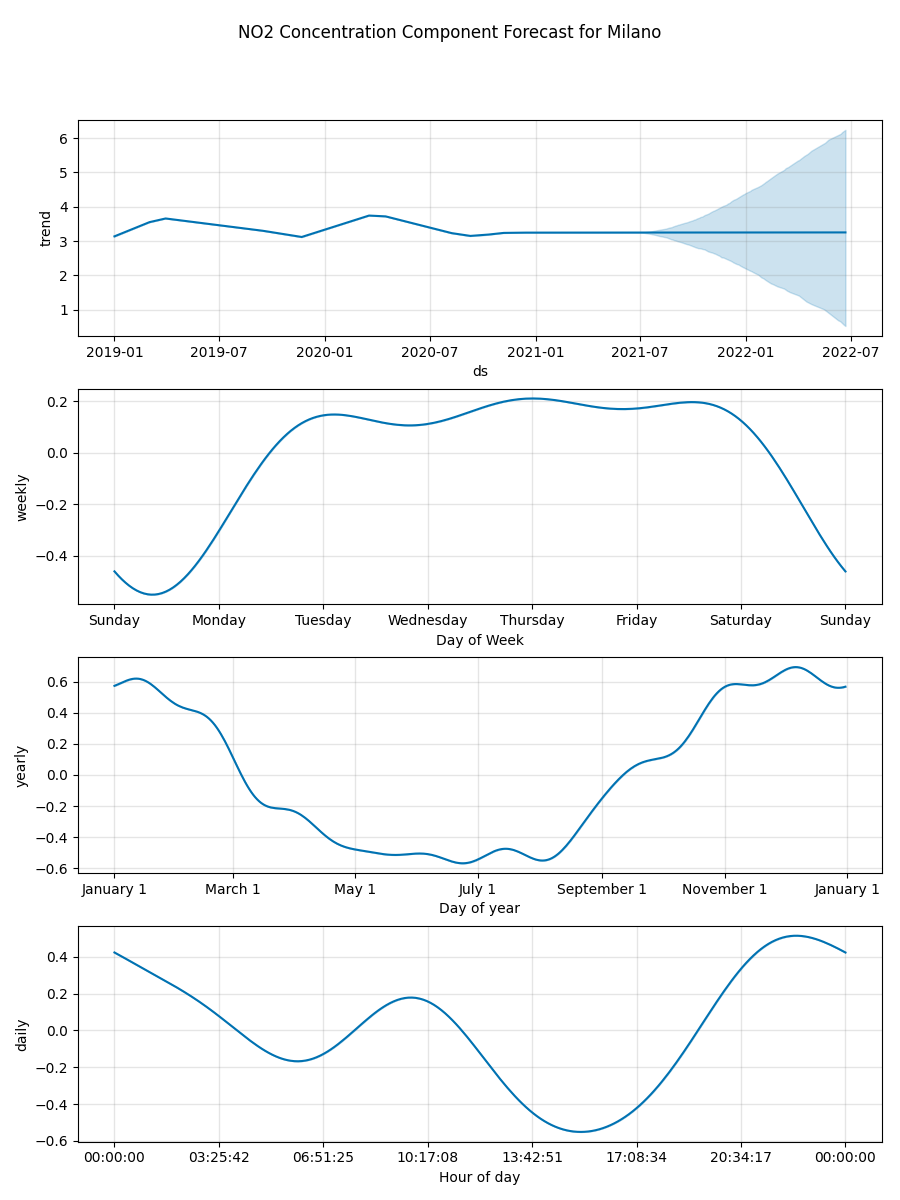 NO2 Concentration Component Forecast for Milano
6
5
4
3
2
1
trend
2019-01 2019-07 2020-01 2020-07 2021-01 2021-07 2022-01 2022-07
ds
0.2
0.0
−0.2
−0.4
weekly
Sunday Monday Tuesday Wednesday Thursday Friday Saturday Sunday
Day of Week
0.6
0.4
0.2
0.0
−0.2
−0.4
−0.6
yearly
January 1 March 1 May 1 July 1 September 1 November 1 January 1
Day of year
0.4
0.2
0.0
−0.2
−0.4
−0.6
daily
00:00:00 03:25:42 06:51:25 10:17:08 13:42:51 17:08:34 20:34:17 00:00:00
Hour of day